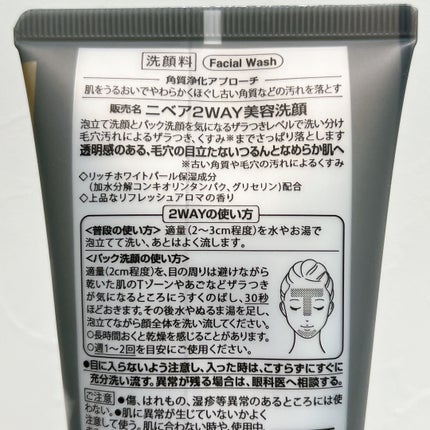 洗顔料 Facial Wash
角質浄化アプローチ
肌をうるおいでやわらかくほぐし古い角質などの汚れを落とす
販売名 ニベア2WAY美容洗顔
泡立て洗顔とパック洗顔を気になるザラつきレベルで洗い分け
毛穴汚れによるザラつき、くすみ※までさっぱり落とします
透明感のある、毛穴の目立たないつるんとなめらか肌へ
※古い角質や毛穴の汚れによるくすみ
◇リッチホワイトパール保湿成分
(加水分解コンキオリンタンパク、グリセリン)配合
◇上品なリフレッシュアロマの香り
2WAYの使い方
<普段の使い方> 適量(2~3cm程度)を水やお湯で
泡立てて洗い、あとはよく流します。
<パック洗顔の使い方>
適量(2cm程度)を、目の周りは避けながら
乾いた肌のTゾーンやあごなどザラつき
が気になるところにうすくのばし、30秒
ほどおきます。その後水やぬるま湯を足し、
泡立てながら顔全体を洗い流してください。
○長時間おくと乾燥を感じることがあります。
○週1~2回を目安にご使用ください。
●目に入らないよう注意し、入った時は、こすらずにすぐに
充分洗い流す。異常が残る場合は、眼科医へ相談する。
ご注意 ●傷、はれもの、湿疹等異常のあるところには使
わない。●肌に異常が生じていないかよく
注意して使う。肌に合わない時や、使用中